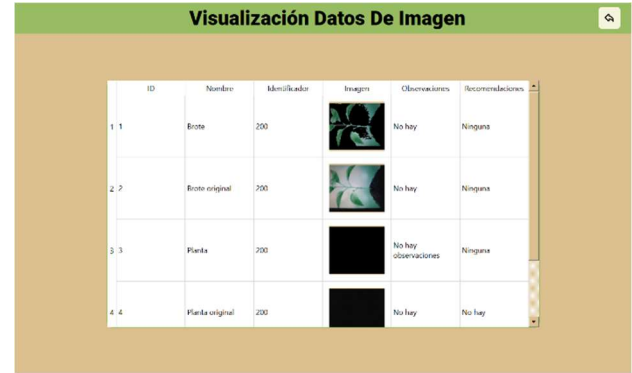 Visualización Datos De Imagen
ID Nombre Identificador Imagen Observaciones Recomendaciones
1 1 Brote 200 No hay Ninguna
2 2 Brote original 200 No hay Ninguna
3 3 Planta 200 No hay observaciones Ninguna
4 4 Planta original 200 No hay No hay